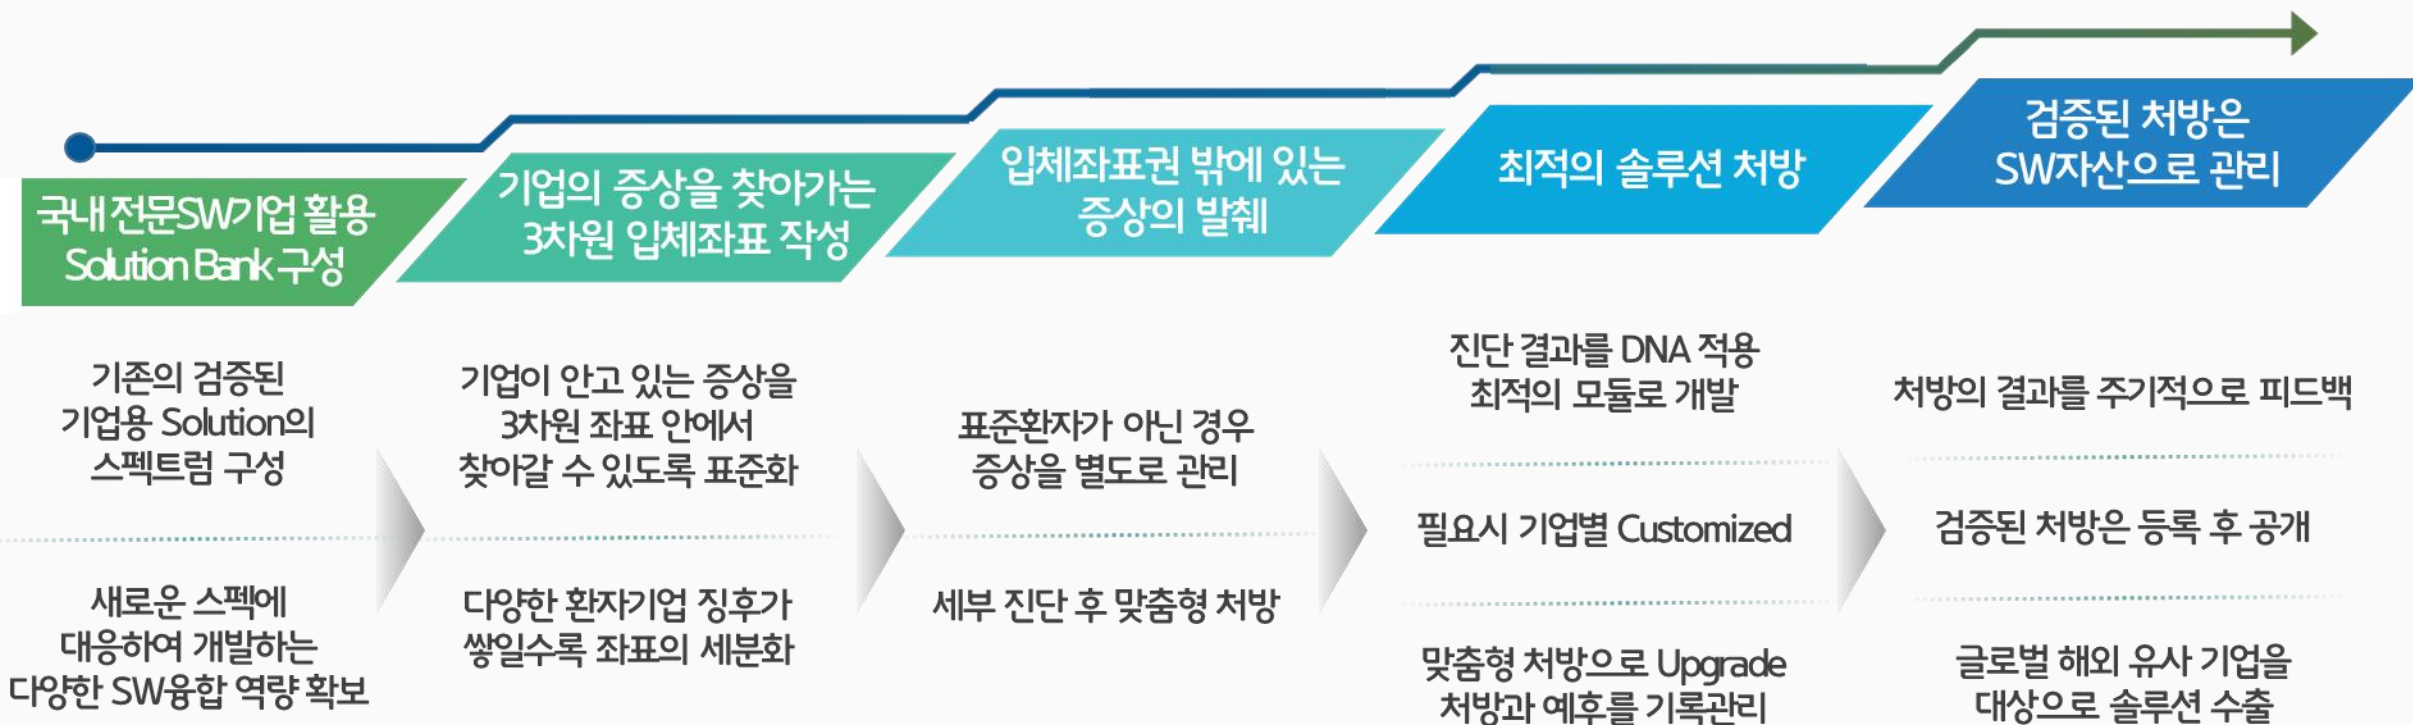 국내 전문SW기업 활용
Solution Bank 구성
기업의 증상을 찾아가는
3차원 입체좌표 작성
입체좌표권 밖에 있는
증상의 발췌
최적의 솔루션 처방
검증된 처방은
SW자산으로 관리
기존의 검증된
기업용 Solution의
스펙트럼 구성
새로운 스펙에
대응하여 개발하는
다양한 SW융합 역량 확보
기업이 안고 있는 증상을
3차원 좌표 안에서
찾아갈 수 있도록 표준화
다양한 환자기업 징후가
쌓일수록 좌표의 세분화
표준환자가 아닌 경우
증상을 별도로 관리
세부 진단 후 맞춤형 처방
진단 결과를 DNA 적용
최적의 모듈로 개발
필요시 기업별 Customized
맞춤형 처방으로 Upgrade
처방과 예후를 기록관리
처방의 결과를 주기적으로 피드백
검증된 처방은 등록 후 공개
글로벌 해외 유사 기업을
대상으로 솔루션 수출